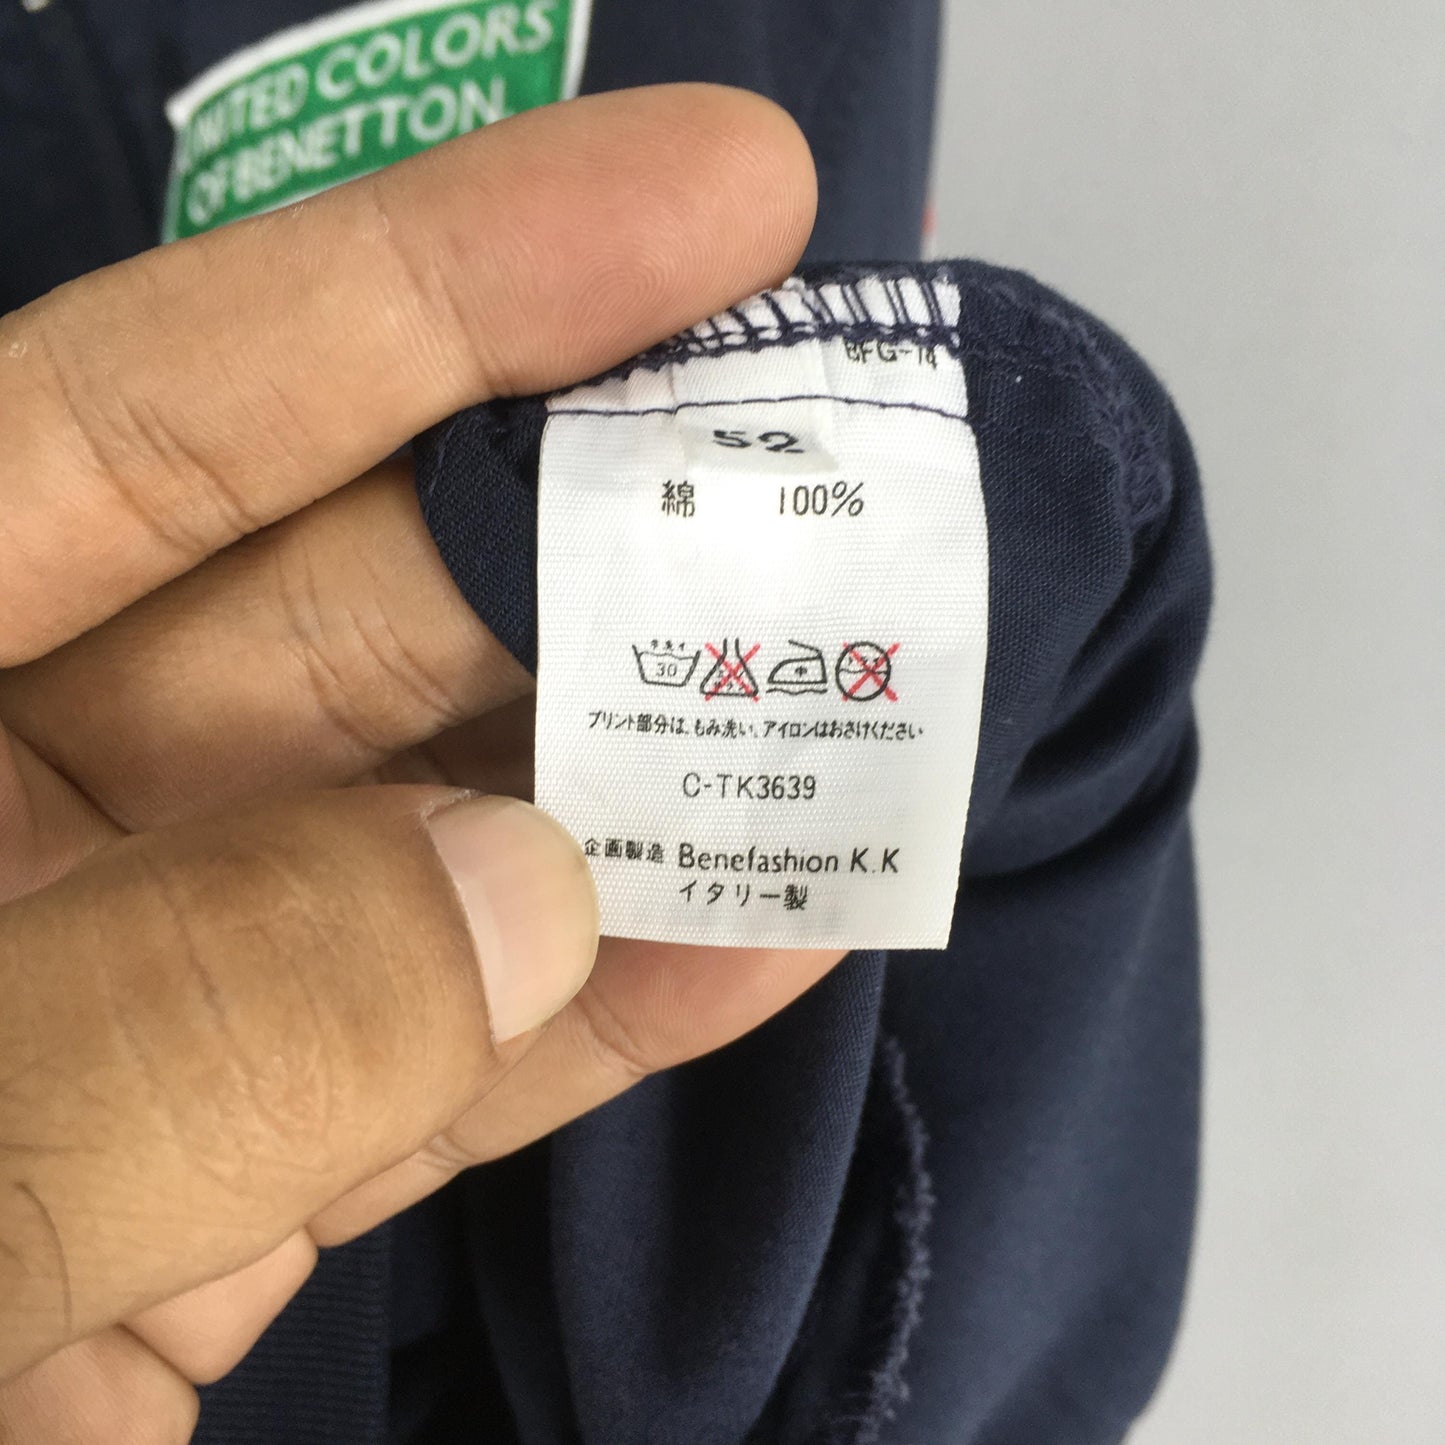 UNITED COLORS
OF BENETTON.
BFG-14
52
綿 100%
30 中
プリント部分は、もみ洗い、アイロンはおさけください
C-TK3639
企画製造 Benefashion K.K
イタリー製